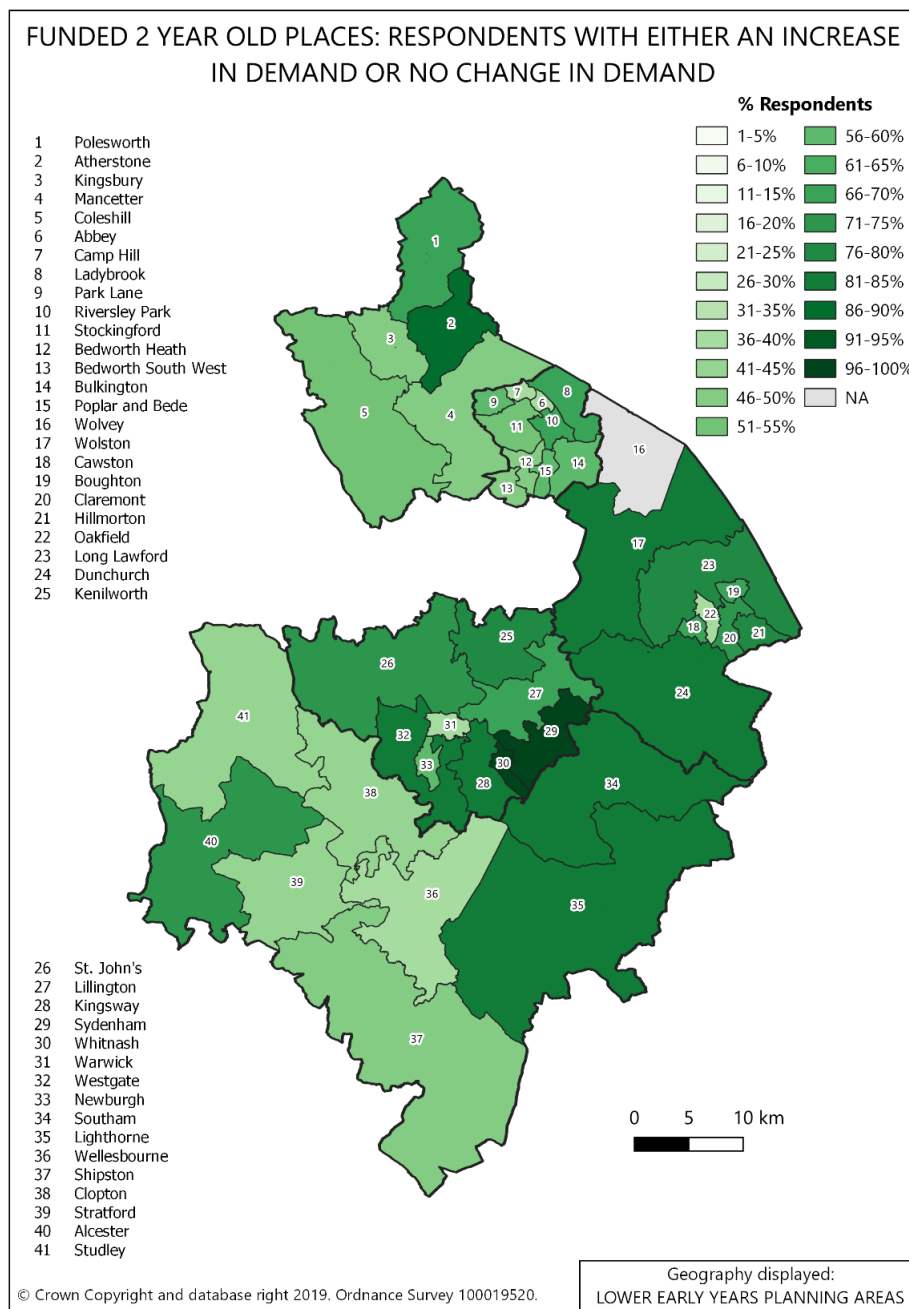 FUNDED 2 YEAR OLD PLACES: RESPONDENTS WITH EITHER AN INCREASE
IN DEMAND OR NO CHANGE IN DEMAND
% Respondents
1-5%
6-10%
11-15%
16-20%
21-25%
26-30%
31-35%
36-40%
41-45%
46-50%
51-55%
56-60%
61-65%
66-70%
71-75%
76-80%
81-85%
86-90%
91-95%
96-100%
NA
1 Polesworth
2 Atherstone
3 Kingsbury
4 Mancetter
5 Coleshill
6 Abbey
7 Camp Hill
8 Ladybrook
9 Park Lane
10 Riversley Park
11 Stockingford
12 Bedworth Heath
13 Bedworth South West
14 Bulkington
15 Poplar and Bede
16 Wolvey
17 Wolston
18 Cawston
19 Boughton
20 Claremont
21 Hillmorton
22 Oakfield
23 Long Lawford
24 Dunchurch
25 Kenilworth
1
2
3
5
4
7
8
9
6
10
11
16
12
15
14
13
17
23
19
22
18
20
21
25
26
24
27
41
31
32
29
33
30
28
34
38
40
39
36
35
37
26 St. John's
27 Lillington
28 Kingsway
29 Sydenham
30 Whitnash
31 Warwick
32 Westgate
33 Newburgh
34 Southam
35 Lighthorne
36 Wellesbourne
37 Shipston
38 Clopton
39 Stratford
40 Alcester
41 Studley
0 5 10 km
© Crown Copyright and database right 2019. Ordnance Survey 100019520.
Geography displayed:
LOWER EARLY YEARS PLANNING AREAS